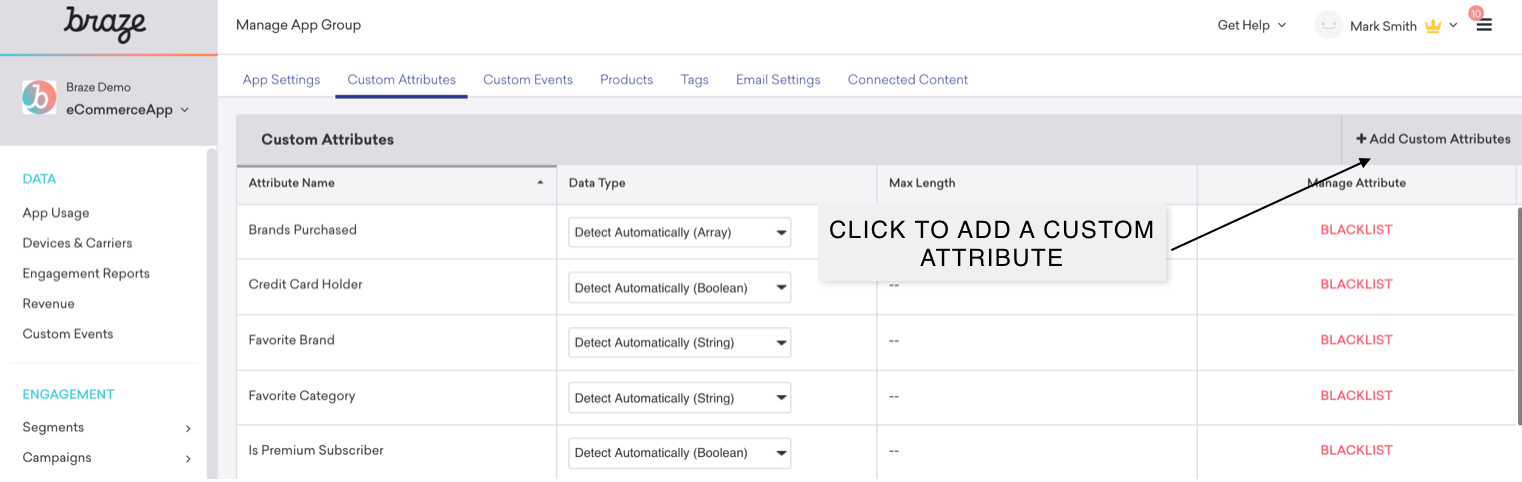 braze
Manage App Group
Get Help
Mark Smith
10
Braze Demo
eCommerceApp
App Settings
Custom Attributes
Custom Events
Products
Tags
Email Settings
Connected Content
Custom Attributes
+ Add Custom Attributes
Attribute Name
Data Type
Max Length
Manage Attribute
Brands Purchased
Detect Automatically (Array)
BLACKLIST
Credit Card Holder
Detect Automatically (Boolean)
--
BLACKLIST
Favorite Brand
Detect Automatically (String)
--
BLACKLIST
Favorite Category
Detect Automatically (String)
--
BLACKLIST
Is Premium Subscriber
Detect Automatically (Boolean)
--
BLACKLIST
CLICK TO ADD A CUSTOM
ATTRIBUTE
DATA
App Usage
Devices & Carriers
Engagement Reports
Revenue
Custom Events
ENGAGEMENT
Segments
Campaigns